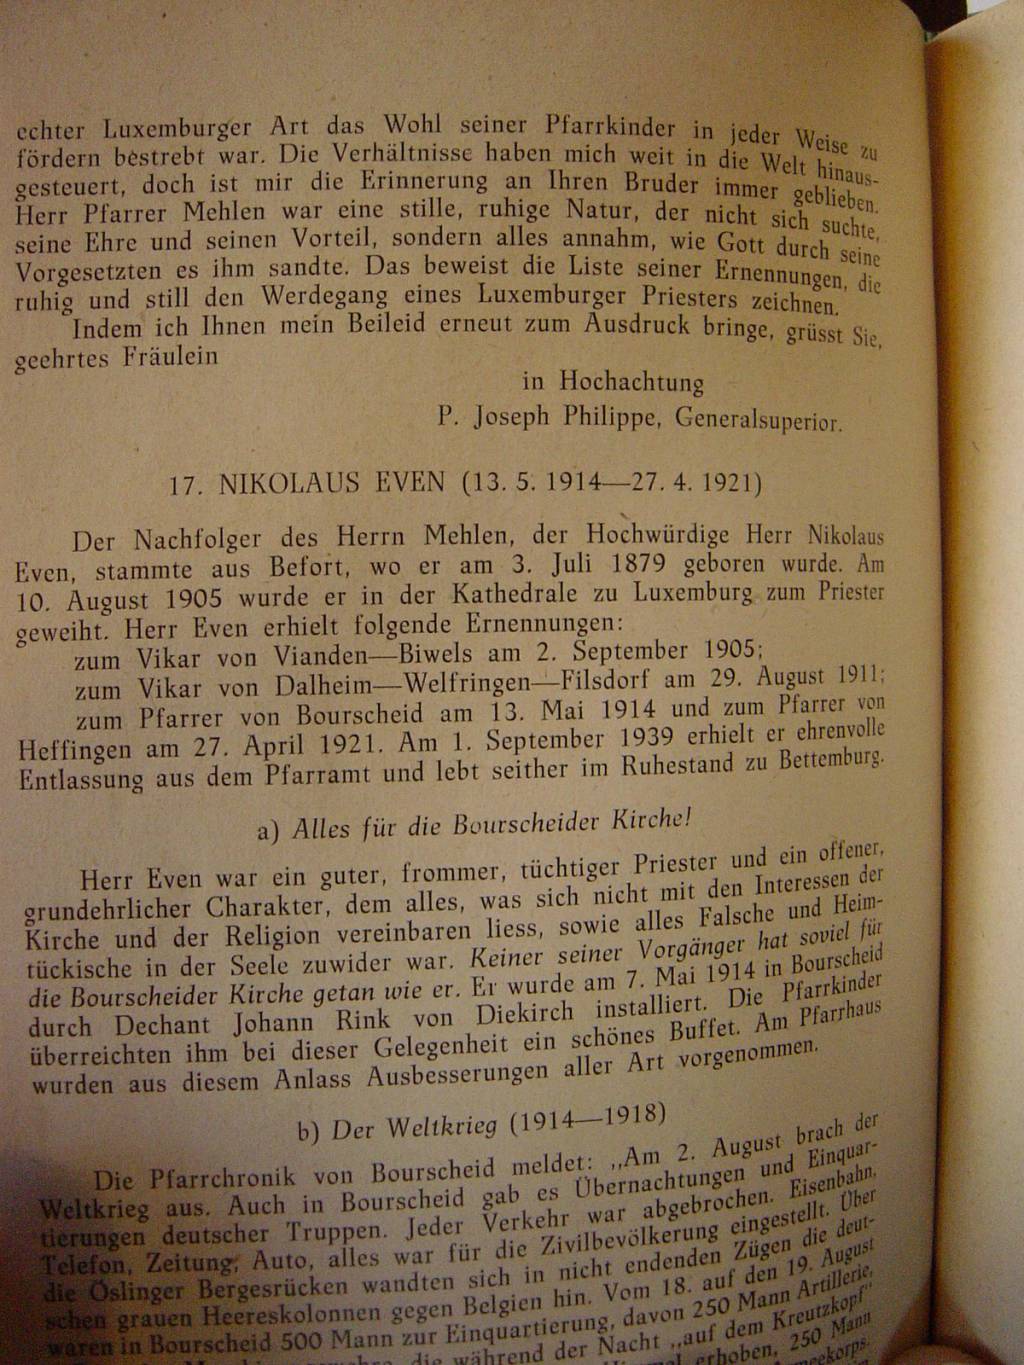 echter Luxemburger Art das Wohl seiner Pfarrkinder in jeder Weise zu
fördern bestrebt war. Die Verhältnisse haben mich weit in die Welt hinaus-
gesteuert, doch ist mir die Erinnerung an Ihren Bruder immer geblieben.
Herr Pfarrer Mehlen war eine stille, ruhige Natur, der nicht sich suchte,
seine Ehre und seinen Vorteil, sondern alles annahm, wie Gott durch seine
Vorgesetzten es ihm sandte. Das beweist die Liste seiner Ernennungen, die
ruhig und still den Werdegang eines Luxemburger Priesters zeichnen.
Indem ich Ihnen mein Beileid erneut zum Ausdruck bringe, grüsst Sie,
geehrtes Fräulein
in Hochachtung
P. Joseph Philippe, Generalsuperior.
17. NIKOLAUS EVEN (13. 5. 1914—27. 4. 1921)
Der Nachfolger des Herrn Mehlen, der Hochwürdige Herr Nikolaus
Even, stammte aus Befort, wo er am 3. Juli 1879 geboren wurde. Am
10. August 1905 wurde er in der Kathedrale zu Luxemburg zum Priester
geweiht. Herr Even erhielt folgende Ernennungen:
zum Vikar von Vianden—Biwels am 2. September 1905;
zum Vikar von Dalheim—Welfringen—Filsdorf am 29. August 1911;
zum Pfarrer von Bourscheid am 13. Mai 1914 und zum Pfarrer von
Heffingen am 27. April 1921. Am 1. September 1939 erhielt er ehrenvolle
Entlassung aus dem Pfarramt und lebt seither im Ruhestand zu Bettemburg.
a) Alles für die Bourscheider Kirche!
Herr Even war ein guter, frommer, tüchtiger Priester und ein offener,
grundehrlicher Charakter, dem alles, was sich nicht mit den Interessen der
Kirche und der Religion vereinbaren liess, sowie alles Falsche und Heim-
tückische in der Seele zuwider war. Keiner seiner Vorgänger hat soviel für
die Bourscheider Kirche getan wie er. Er wurde am 7. Mai 1914 in Bourscheid
durch Dechant Johann Rink von Diekirch installiert. Die Pfarrkinder
überreichten ihm bei dieser Gelegenheit ein schönes Buffet. Am Pfarrhaus
wurden aus diesem Anlass Ausbesserungen aller Art vorgenommen.
b) Der Weltkrieg (1914—1918)
Die Pfarrchronik von Bourscheid meldet: „Am 2. August brach der
Weltkrieg aus. Auch in Bourscheid gab es Übernachtungen und Einquar-
tierungen deutscher Truppen. Jeder Verkehr war abgebrochen. Eisenbahn,
Telefon, Zeitung, Auto, alles war für die Zivilbevölkerung eingestellt. Über
die Öslinger Bergesrücken wandten sich in nicht endenden Zügen die deut-
schen grauen Heereskolonnen gegen Belgien hin. Vom 18. auf den 19. August
waren in Bourscheid 500 Mann zur Einquartierung, davon 250 Mann Artillerie,
die während der Nacht „auf dem Kreutzkopf"
erhoben, 250 Mann